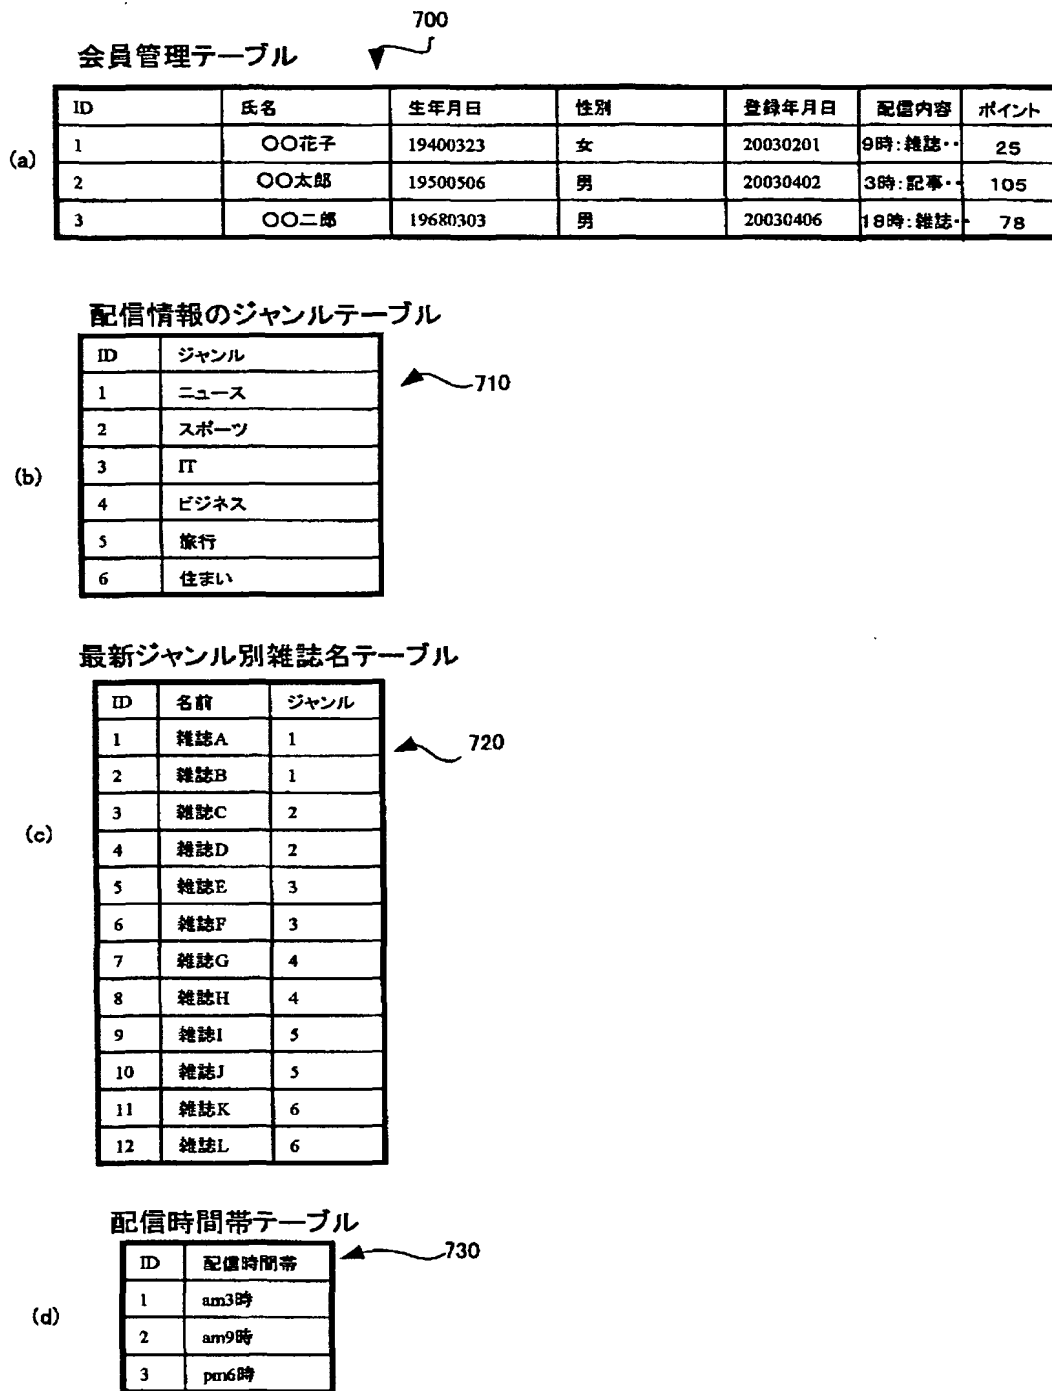 700
会員管理テーブル
(a)
ID 氏名 生年月日 性別 登録年月日 配信内容 ポイント
1 〇〇花子 19400323 女 20030201 9時:雑誌‥ 25
2 〇〇太郎 19500506 男 20030402 3時:記事‥ 105
3 〇〇二郎 19680303 男 20030406 18時:雑誌‥ 78
配信情報のジャンルテーブル
710
(b)
ID ジャンル
1 ニュース
2 スポーツ
3 IT
4 ビジネス
5 旅行
6 住まい
最新ジャンル別雑誌名テーブル
720
(c)
ID 名前 ジャンル
1 雑誌A 1
2 雑誌B 1
3 雑誌C 2
4 雑誌D 2
5 雑誌E 3
6 雑誌F 3
7 雑誌G 4
8 雑誌H 4
9 雑誌I 5
10 雑誌J 5
11 雑誌K 6
12 雑誌L 6
配信時間帯テーブル
730
(d)
ID 配信時間帯
1 am3時
2 am9時
3 pm6時